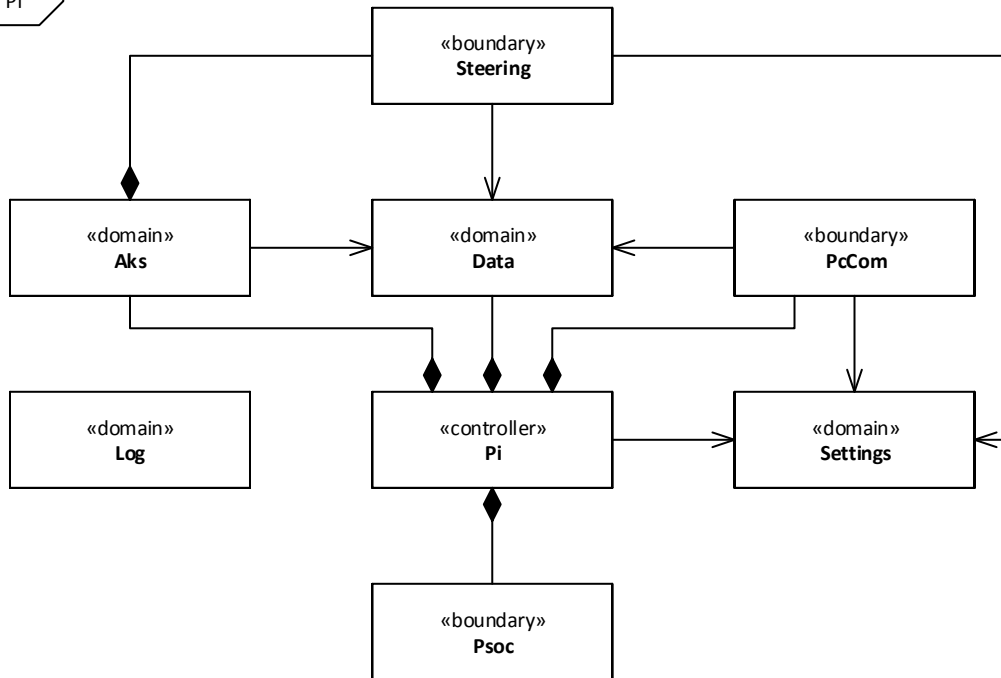 Pi
«boundary»
Steering
«domain»
Aks
«domain»
Data
«boundary»
PcCom
«domain»
Log
«controller»
Pi
«domain»
Settings
«boundary»
Psoc